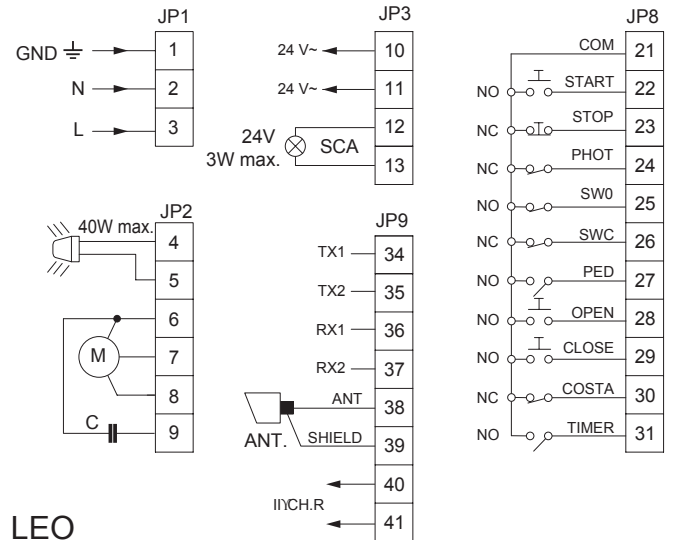 JP1
GND 1
N 2
L 3
JP2
40W max. 4
5
6
M 7
8
C 9
JP3
24 V~ 10
24 V~ 11
24V
3W max. SCA 12
13
JP9
TX1 34
TX2 35
RX1 36
RX2 37
ANT 38
ANT. SHIELD 39
40
41
JP8
COM 21
NO START 22
NC STOP 23
NC PHOT 24
NO SW0 25
NC SWC 26
NO PED 27
NO OPEN 28
NO CLOSE 29
NC COSTA 30
NO TIMER 31
LEO